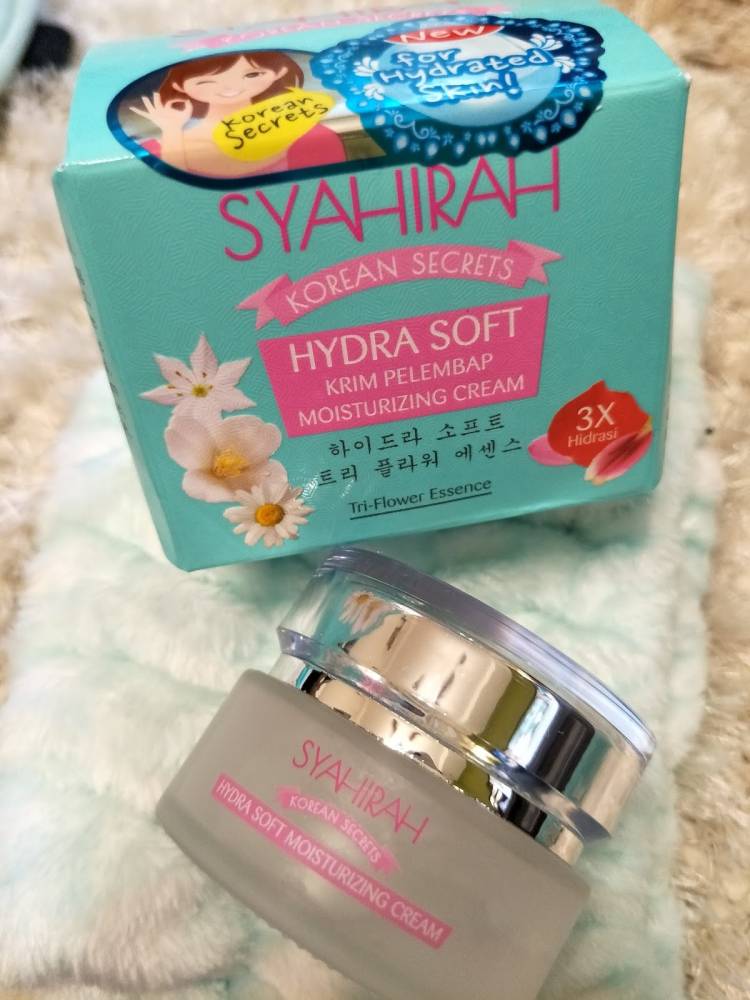 KOREAN SECRETS
New
for
Hydrated
Skin!
Korean
Secrets
SYAHIRAH
KOREAN SECRETS
HYDRA SOFT
KRIM PELEMBAP
MOISTURIZING CREAM
하이드라 소프트
트리 플라워 에센스
Tri-Flower Essence
3X
Hidrasi
SYAHIRAH
KOREAN SECRETS
HYDRA SOFT MOISTURIZING CREAM